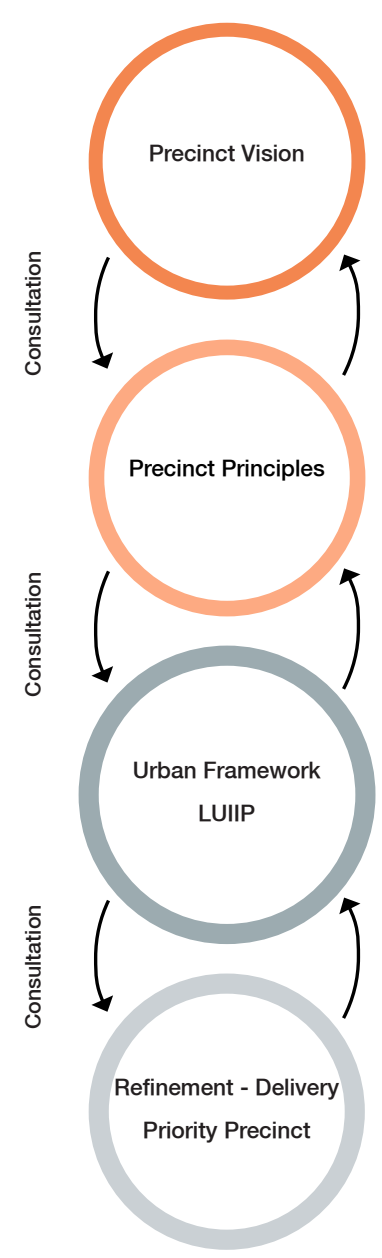 Precinct Vision
Consultation
Precinct Principles
Consultation
Urban Framework
LUIIP
Consultation
Refinement - Delivery
Priority Precinct